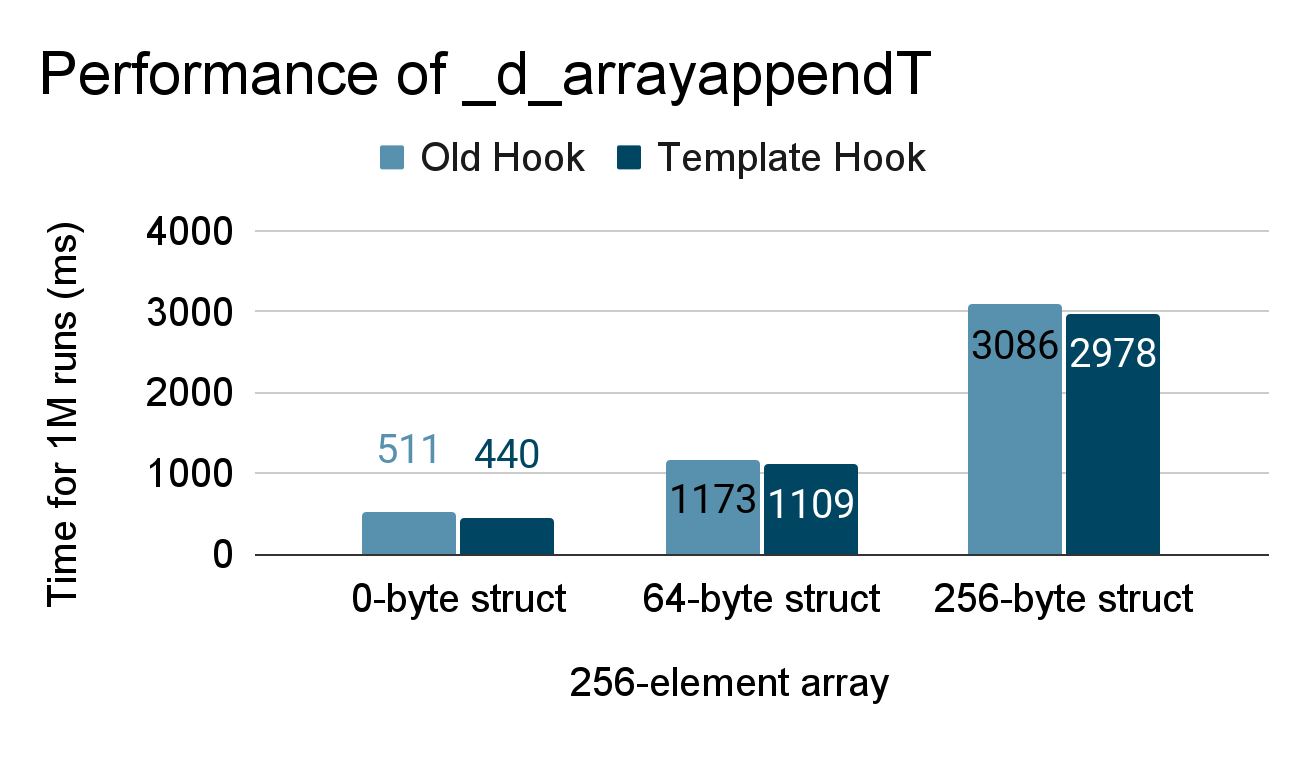 Performance of _d_arrayappendT
Old Hook Template Hook
Time for 1M runs (ms)
4000
3000
2000
1000
0
511
440
1173
1109
3086
2978
0-byte struct
64-byte struct
256-byte struct
256-element array